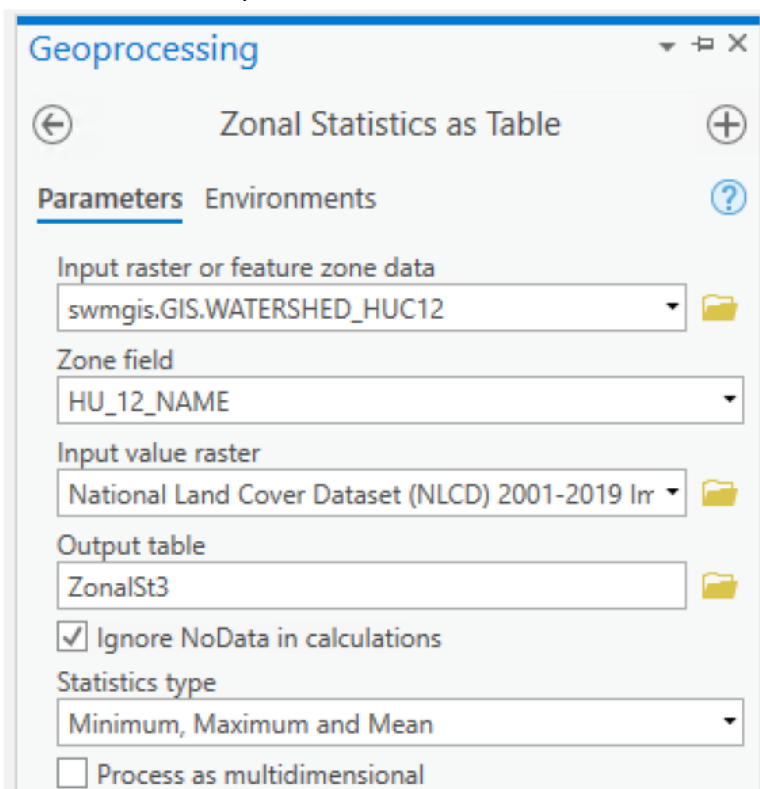 Geoprocessing
Zonal Statistics as Table
Parameters Environments
Input raster or feature zone data
swmgis.GIS.WATERSHED_HUC12
Zone field
HU_12_NAME
Input value raster
National Land Cover Dataset (NLCD) 2001-2019 Im
Output table
ZonalSt3
Ignore NoData in calculations
Statistics type
Minimum, Maximum and Mean
Process as multidimensional